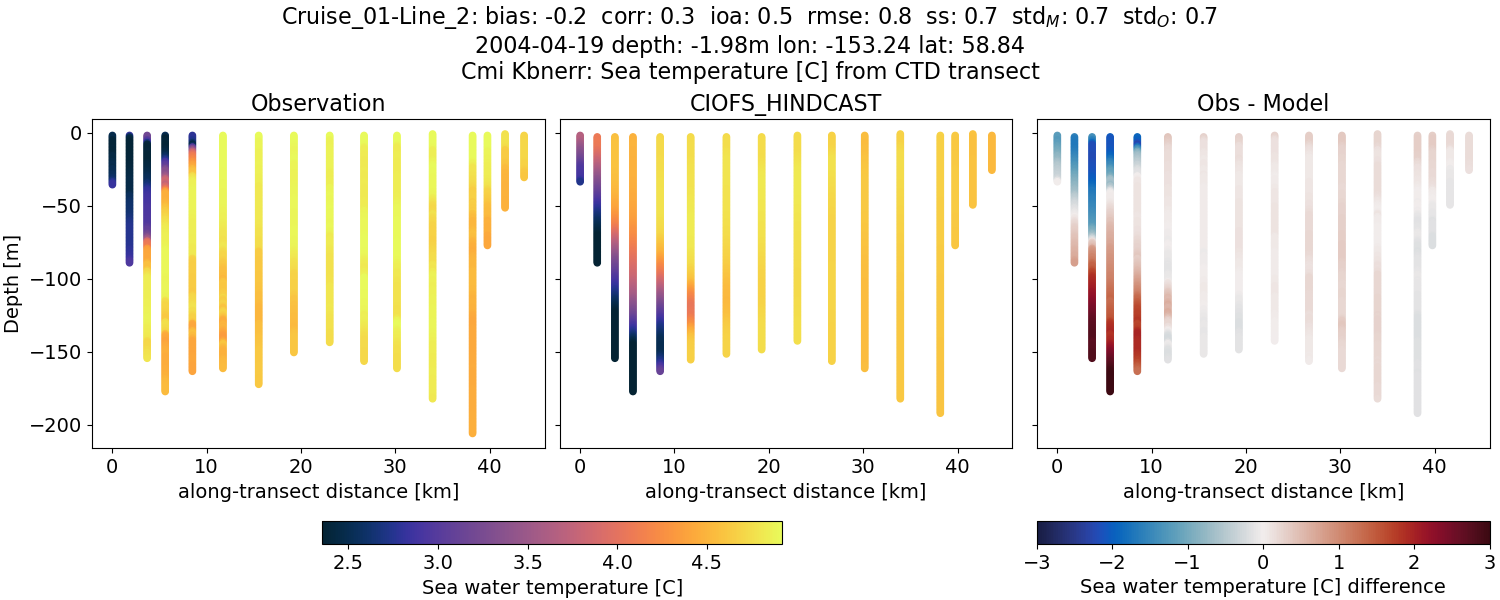 Cruise_01-Line_2: bias: -0.2 corr: 0.3 ioa: 0.5 rmse: 0.8 ss: 0.7 std_M: 0.7 std_O: 0.7
2004-04-19 depth: -1.98m lon: -153.24 lat: 58.84
Cmi Kbnerr: Sea temperature [C] from CTD transect
Observation
CIOFS_HINDCAST
Obs - Model
Depth [m]
0
−50
−100
−150
−200
0 10 20 30 40
0 10 20 30 40
0 10 20 30 40
along-transect distance [km]
along-transect distance [km]
along-transect distance [km]
2.5 3.0 3.5 4.0 4.5
Sea water temperature [C]
−3 −2 −1 0 1 2 3
Sea water temperature [C] difference